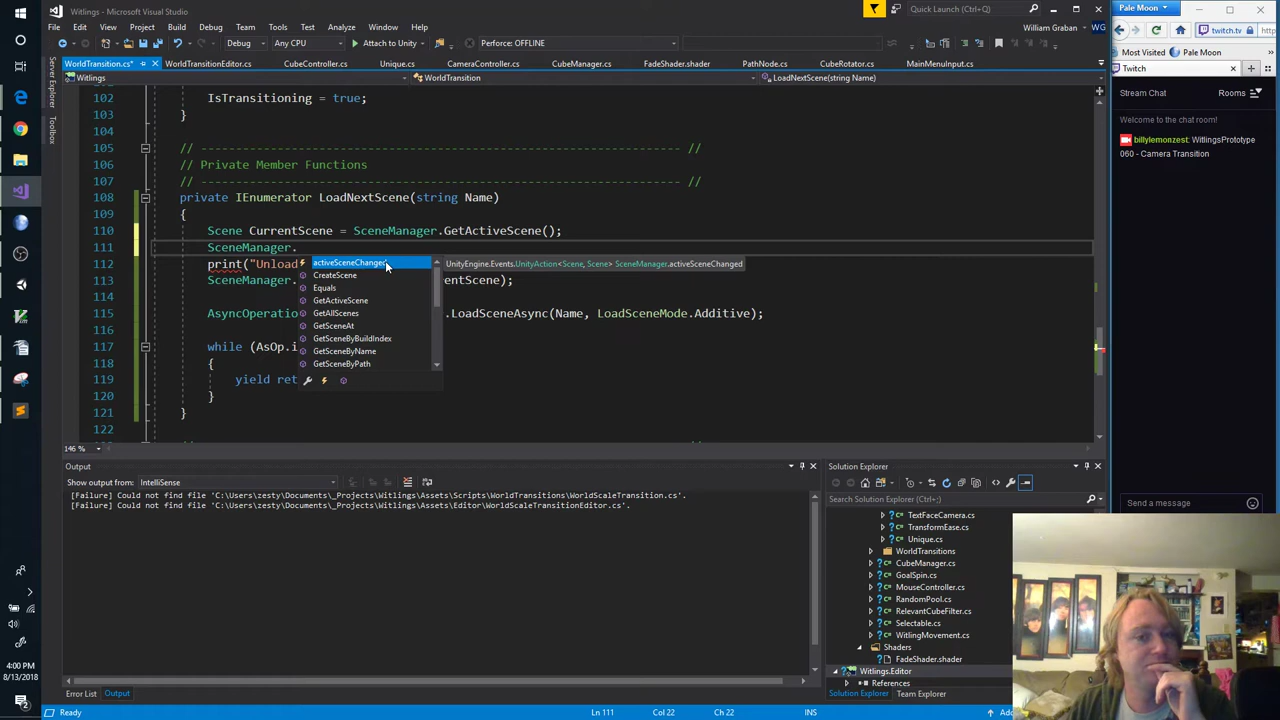 Witlings - Microsoft Visual Studio
Quick Launch (Ctrl+Q)
Pale Moon
File Edit View Project Build Debug Team Tools Test Analyze Window Help
William Graban WG
Debug Any CPU Attach to Unity Perforce: OFFLINE
twitch.tv
Most Visited Pale Moon
WorldTransition.cs* WorldTransitionEditor.cs CubeController.cs Unique.cs CameraController.cs CubeManager.cs FadeShader.shader PathNode.cs CubeRotator.cs MainMenuInput.cs
Twitch
Witlings WorldTransition LoadNextScene(string Name)
Server Explorer
Toolbox
Stream Chat Rooms
Welcome to the chat room!
billylemonzest: WitlingsPrototype
060 - Camera Transition
102 IsTransitioning = true;
103 }
104
105 // ----------------------------------------------------------------------- //
106 // Private Member Functions
107 // ----------------------------------------------------------------------- //
108 private IEnumerator LoadNextScene(string Name)
109 {
110 Scene CurrentScene = SceneManager.GetActiveScene();
111 SceneManager.
112 print("Unload
113 SceneManager. entScene);
114
115 AsyncOperatio .LoadSceneAsync(Name, LoadSceneMode.Additive);
116
117 while (AsOp.i
118 {
119 yield ret
120 }
121 }
activeSceneChanged
CreateScene
Equals
GetActiveScene
GetAllScenes
GetSceneAt
GetSceneByBuildIndex
GetSceneByName
GetSceneByPath
UnityEngine.Events.UnityAction<Scene, Scene> SceneManager.activeSceneChanged
146 %
Output
Show output from: IntelliSense
[Failure] Could not find file 'C:\Users\zesty\Documents\_Projects\Witlings\Assets\Scripts\WorldTransitions\WorldScaleTransition.cs'.
[Failure] Could not find file 'C:\Users\zesty\Documents\_Projects\Witlings\Assets\Editor\WorldScaleTransitionEditor.cs'.
Solution Explorer
Search Solution Explorer (Ctrl+;)
TextFaceCamera.cs
TransformEase.cs
Unique.cs
WorldTransitions
CubeManager.cs
GoalSpin.cs
MouseController.cs
RandomPool.cs
RelevantCubeFilter.cs
Selectable.cs
WitlingMovement.cs
Shaders
FadeShader.shader
Witlings.Editor
References
Solution Explorer Team Explorer
Send a message
Error List Output
Ready Ln 111 Col 22 Ch 22 INS
4:00 PM
8/13/2018